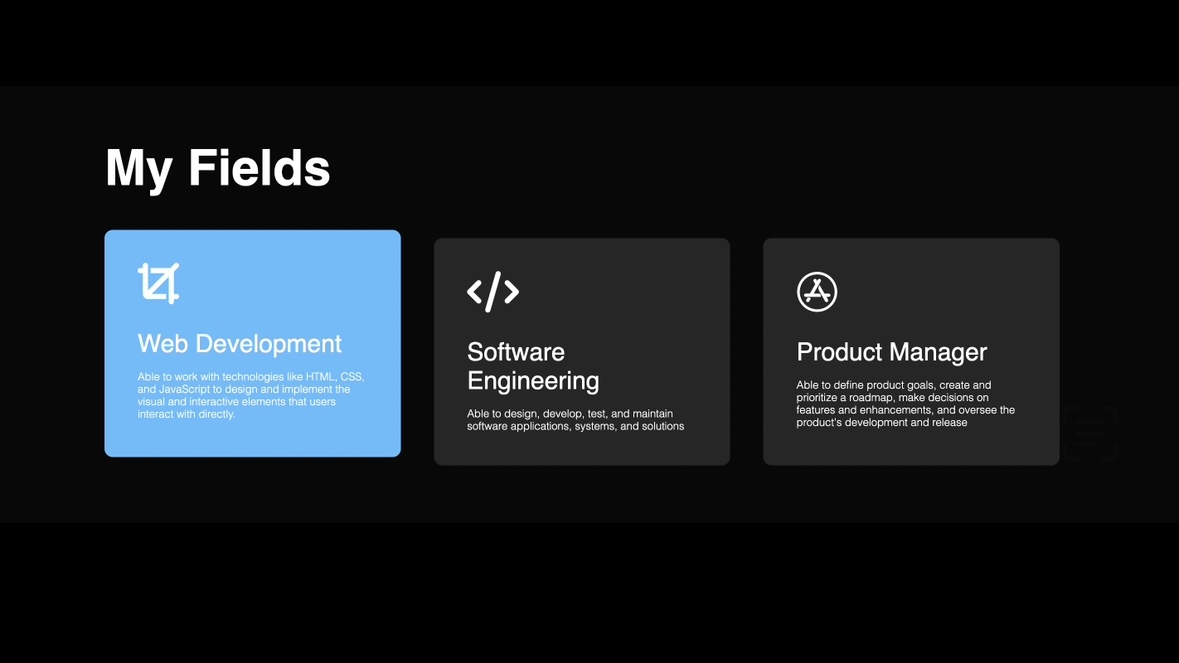 My Fields
Web Development
Able to work with technologies like HTML, CSS,
and JavaScript to design and implement the
visual and interactive elements that users
interact with directly.
Software
Engineering
Able to design, develop, test, and maintain
software applications, systems, and solutions
Product Manager
Able to define product goals, create and
prioritize a roadmap, make decisions on
features and enhancements, and oversee the
product's development and release